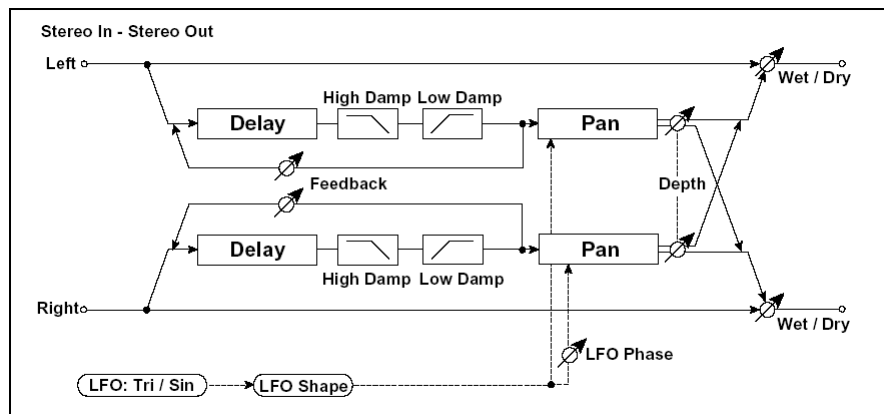 Stereo In - Stereo Out
Left
Wet / Dry
High Damp
Low Damp
Delay
Pan
Feedback
Depth
Delay
Pan
High Damp
Low Damp
Right
Wet / Dry
LFO Phase
LFO: Tri / Sin
LFO Shape